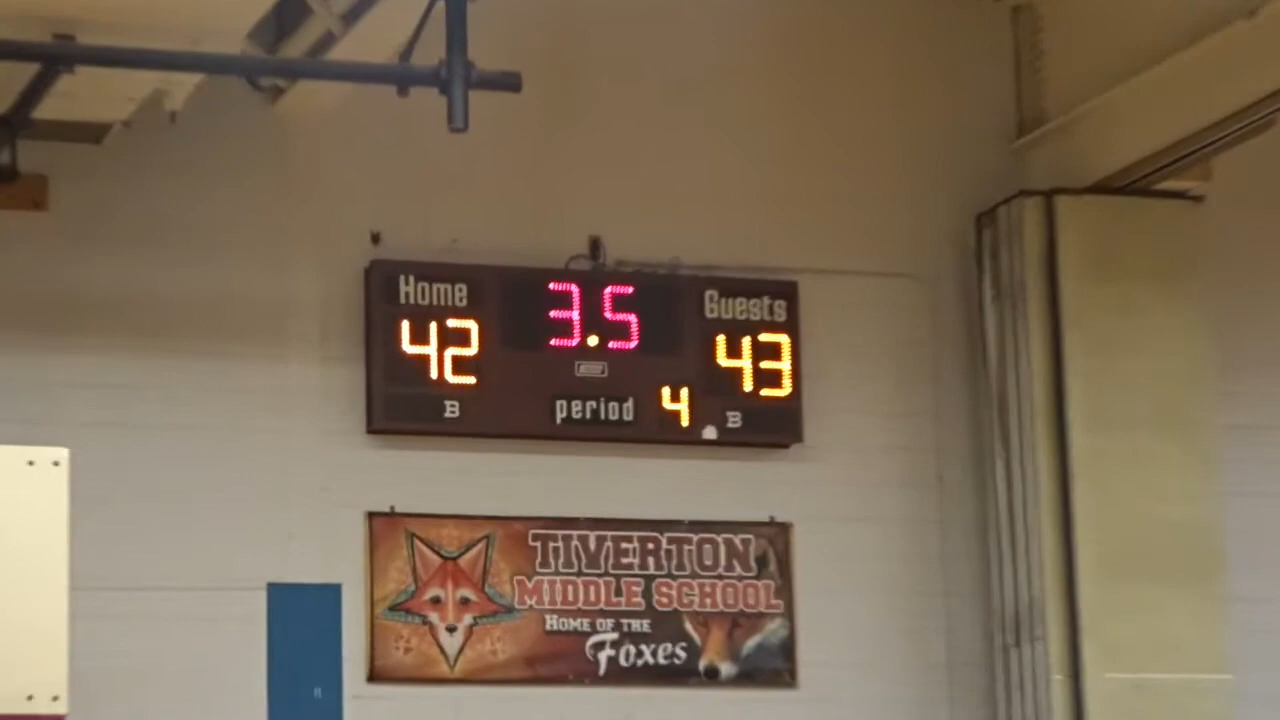 Home 3.5 Guests
42 43
period 4
B B
TIVERTON
MIDDLE SCHOOL
HOME OF THE
Foxes